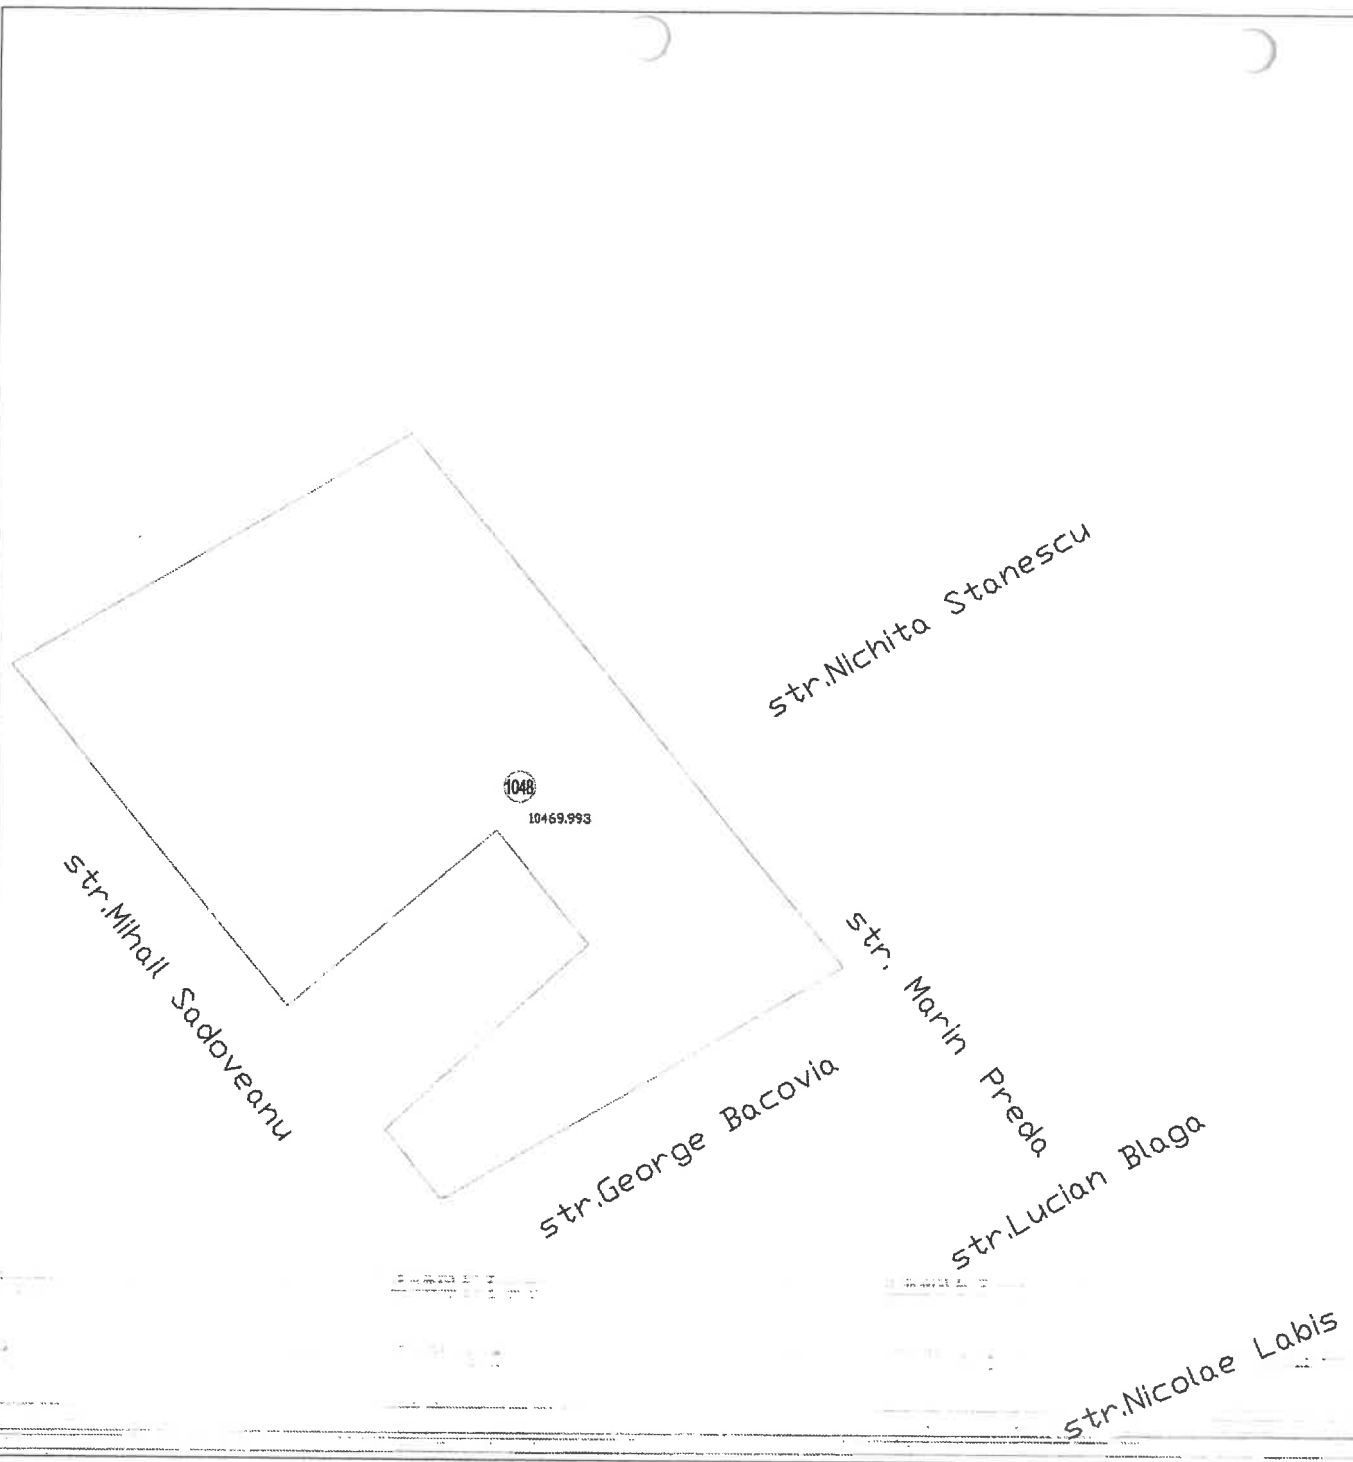 str.Nichita Stanescu
1048
10469.993
str.Mihail Sadoveanu
str. Marin Preda
str.George Bacovia
str.Lucian Blaga
str.Nicolae Labis